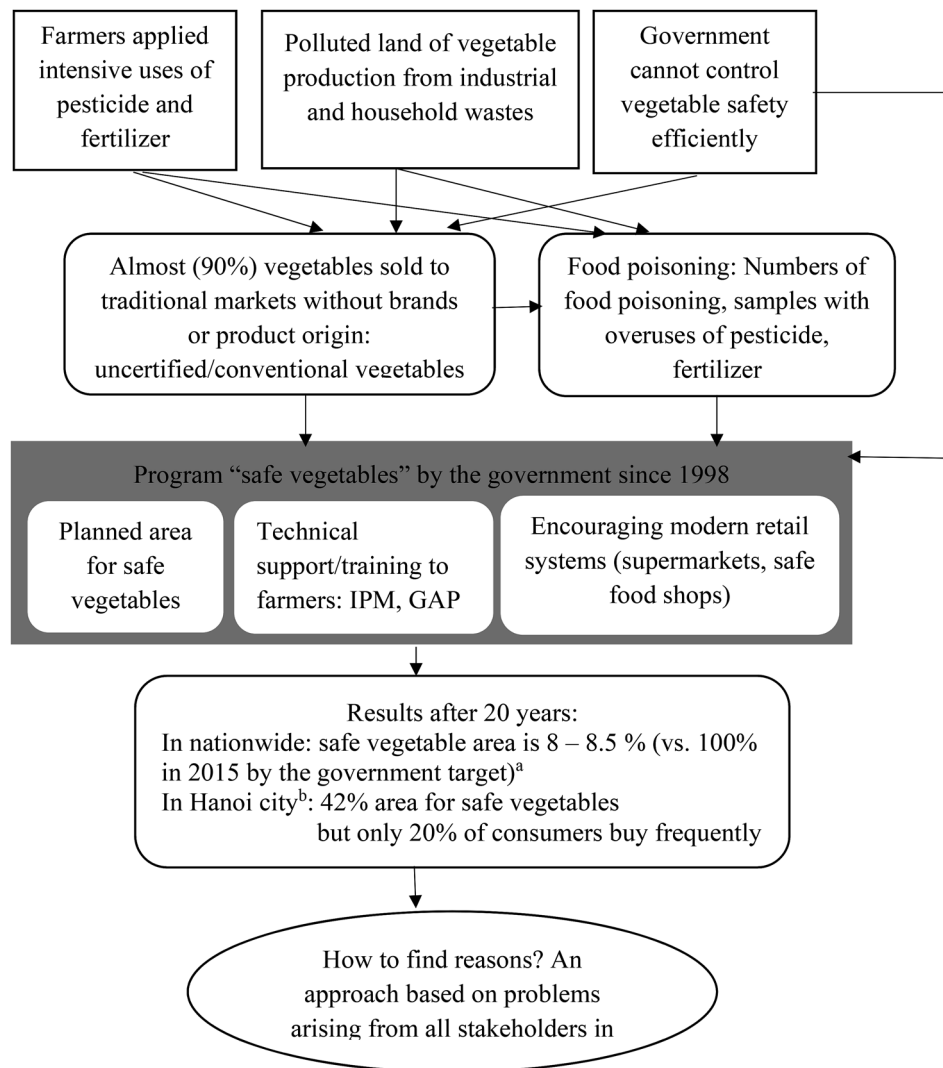 Farmers applied
intensive uses of
pesticide and
fertilizer
Polluted land of vegetable
production from industrial
and household wastes
Government
cannot control
vegetable safety
efficiently
Almost (90%) vegetables sold to
traditional markets without brands
or product origin:
uncertified/conventional vegetables
Food poisoning: Numbers of
food poisoning, samples with
overuses of pesticide,
fertilizer
Program “safe vegetables” by the government since 1998
Planned area
for safe
vegetables
Technical
support/training to
farmers: IPM, GAP
Encouraging modern retail
systems (supermarkets, safe
food shops)
Results after 20 years:
In nationwide: safe vegetable area is 8 – 8.5 % (vs. 100%
in 2015 by the government target)ᵃ
In Hanoi cityᵇ: 42% area for safe vegetables
but only 20% of consumers buy frequently
How to find reasons? An
approach based on problems
arising from all stakeholders in